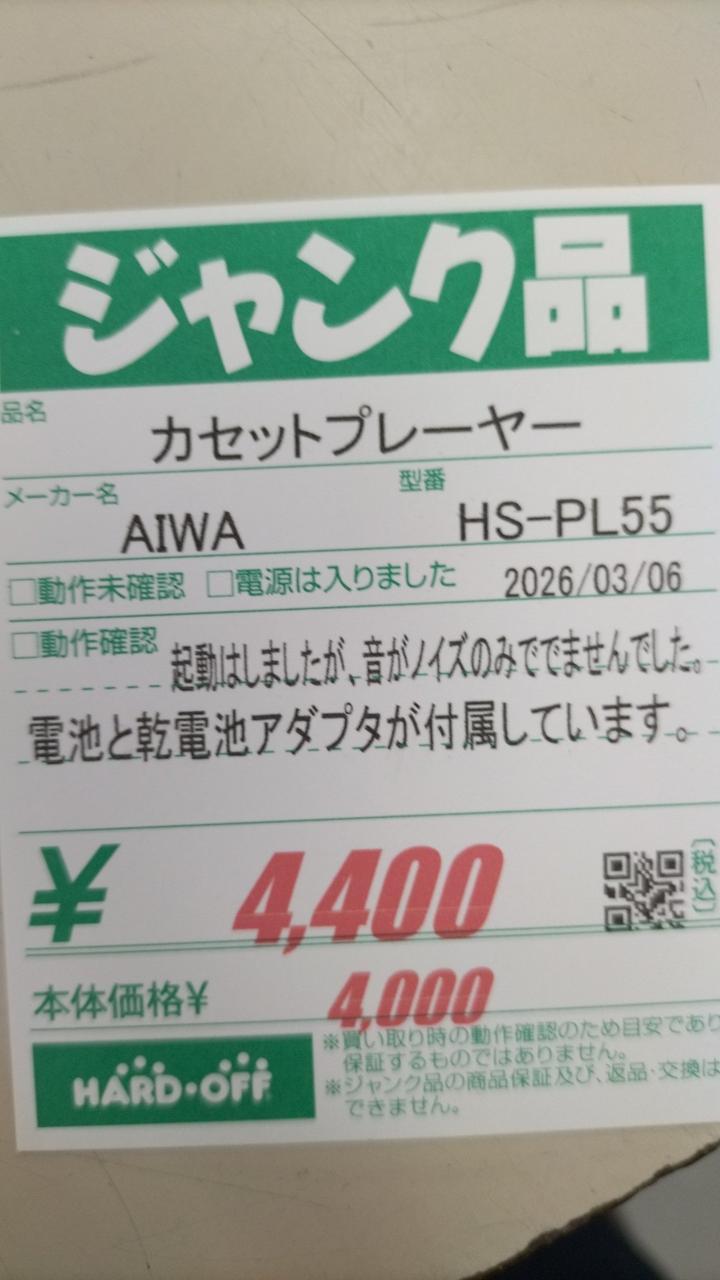 ジャンク品
品名
カセットプレーヤー
メーカー名 型番
AIWA HS-PL55
□動作未確認 □電源は入りました 2026/03/06
□動作確認 起動はしましたが、音がノイズのみででませんでした。
電池と乾電池アダプタが付属しています。
¥ 4,400 〔税込〕
本体価格¥ 4,000
HARD・OFF
※買い取り時の動作確認のため目安であり
保証するものではありません。
※ジャンク品の商品保証及び、返品・交換は
できません。